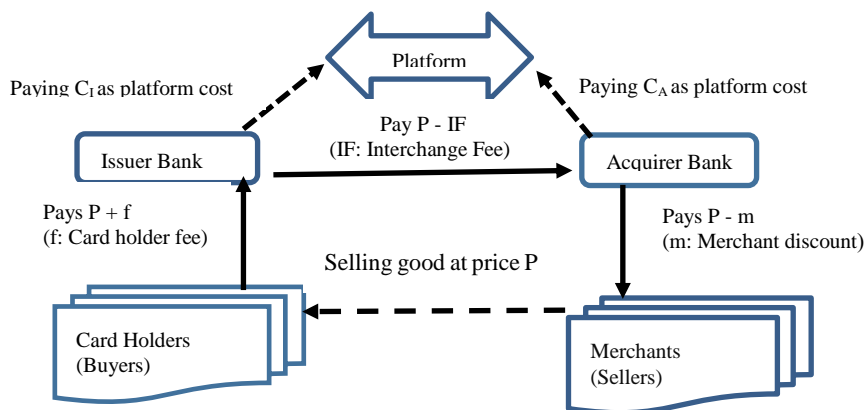 Platform
Paying C_I as platform cost
Paying C_A as platform cost
Pay P - IF
(IF: Interchange Fee)
Issuer Bank
Acquirer Bank
Pays P + f
(f: Card holder fee)
Pays P - m
(m: Merchant discount)
Selling good at price P
Card Holders
(Buyers)
Merchants
(Sellers)